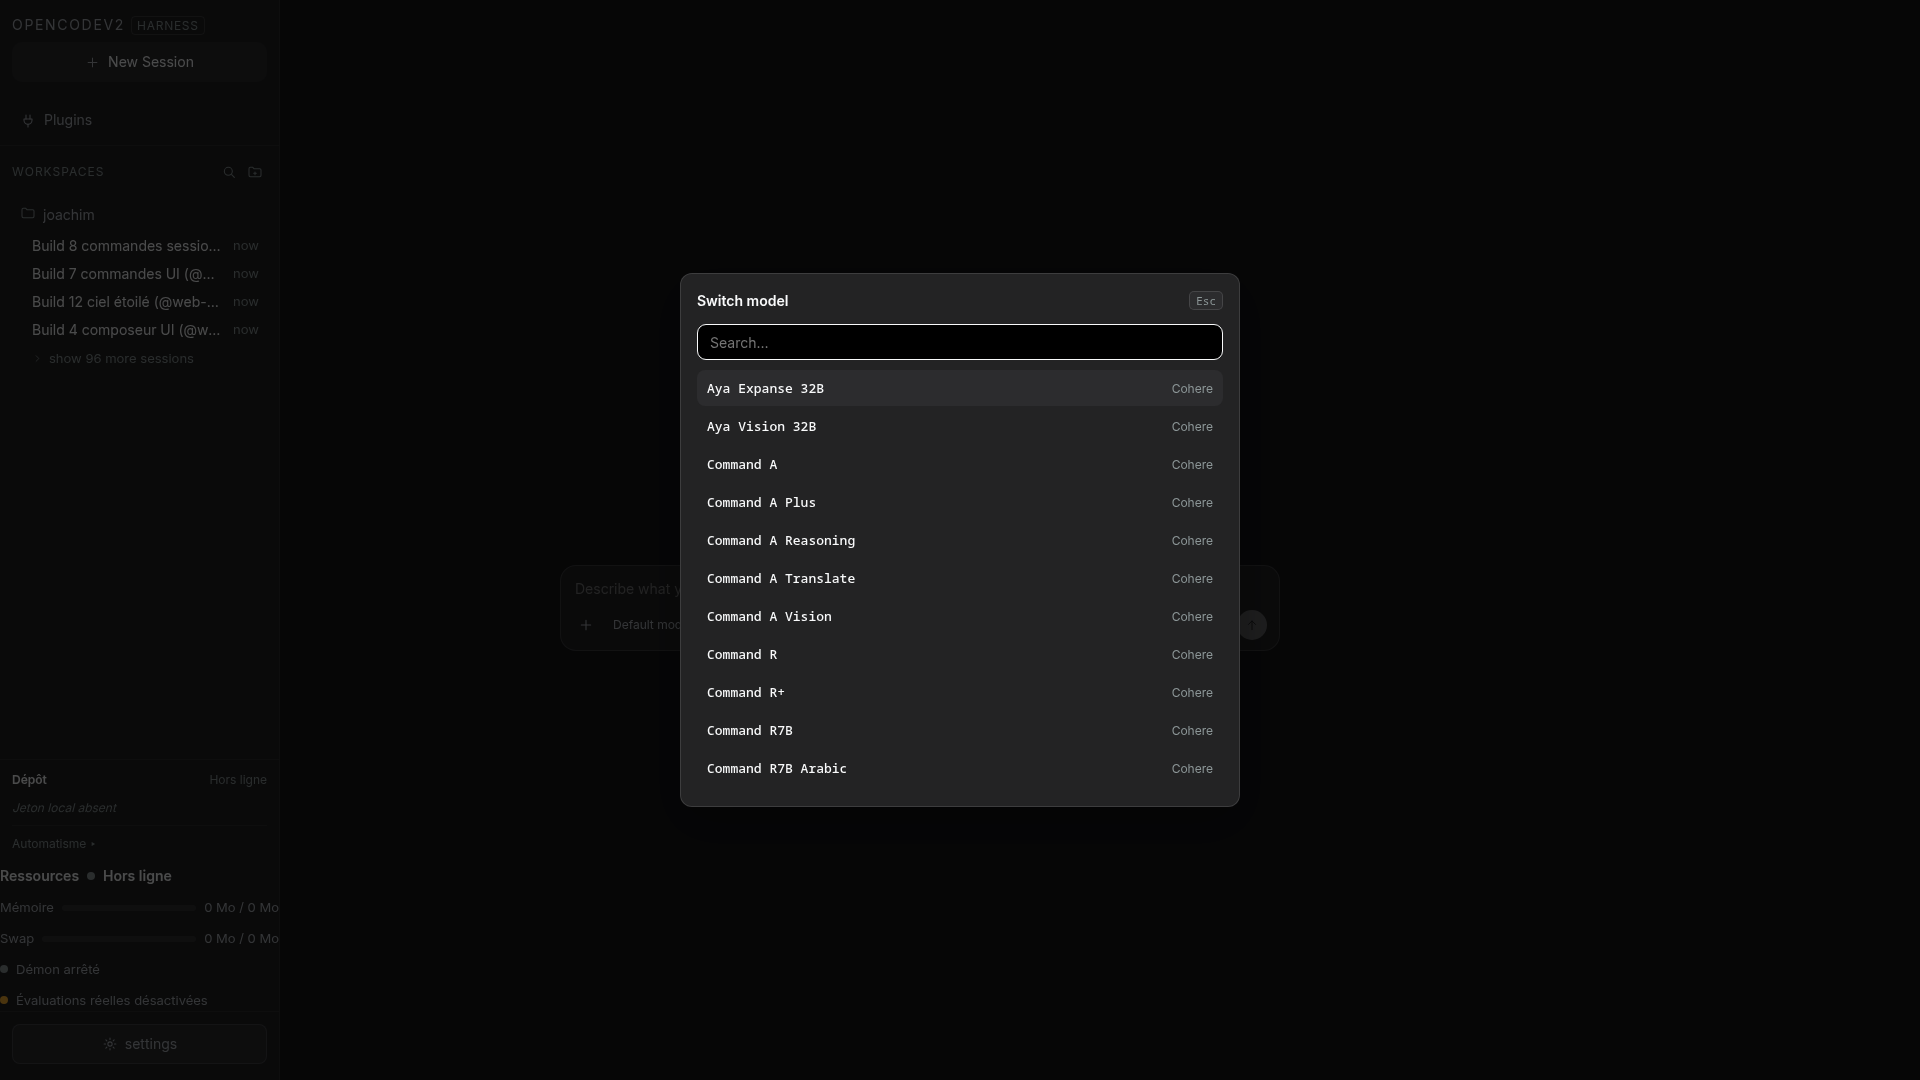 OPENCODEV2 HARNESS
New Session
Plugins
WORKSPACES
joachim
Build 8 commandes sessio... now
Build 7 commandes UI (@... now
Build 12 ciel étoilé (@web-... now
Build 4 composeur UI (@w... now
show 96 more sessions
Dépôt Hors ligne
Jeton local absent
Automatisme
Ressources Hors ligne
Mémoire 0 Mo / 0 Mo
Swap 0 Mo / 0 Mo
Démon arrêté
Évaluations réelles désactivées
settings
Describe what y
Default mod
Switch model Esc
Search...
Aya Expanse 32B Cohere
Aya Vision 32B Cohere
Command A Cohere
Command A Plus Cohere
Command A Reasoning Cohere
Command A Translate Cohere
Command A Vision Cohere
Command R Cohere
Command R+ Cohere
Command R7B Cohere
Command R7B Arabic Cohere